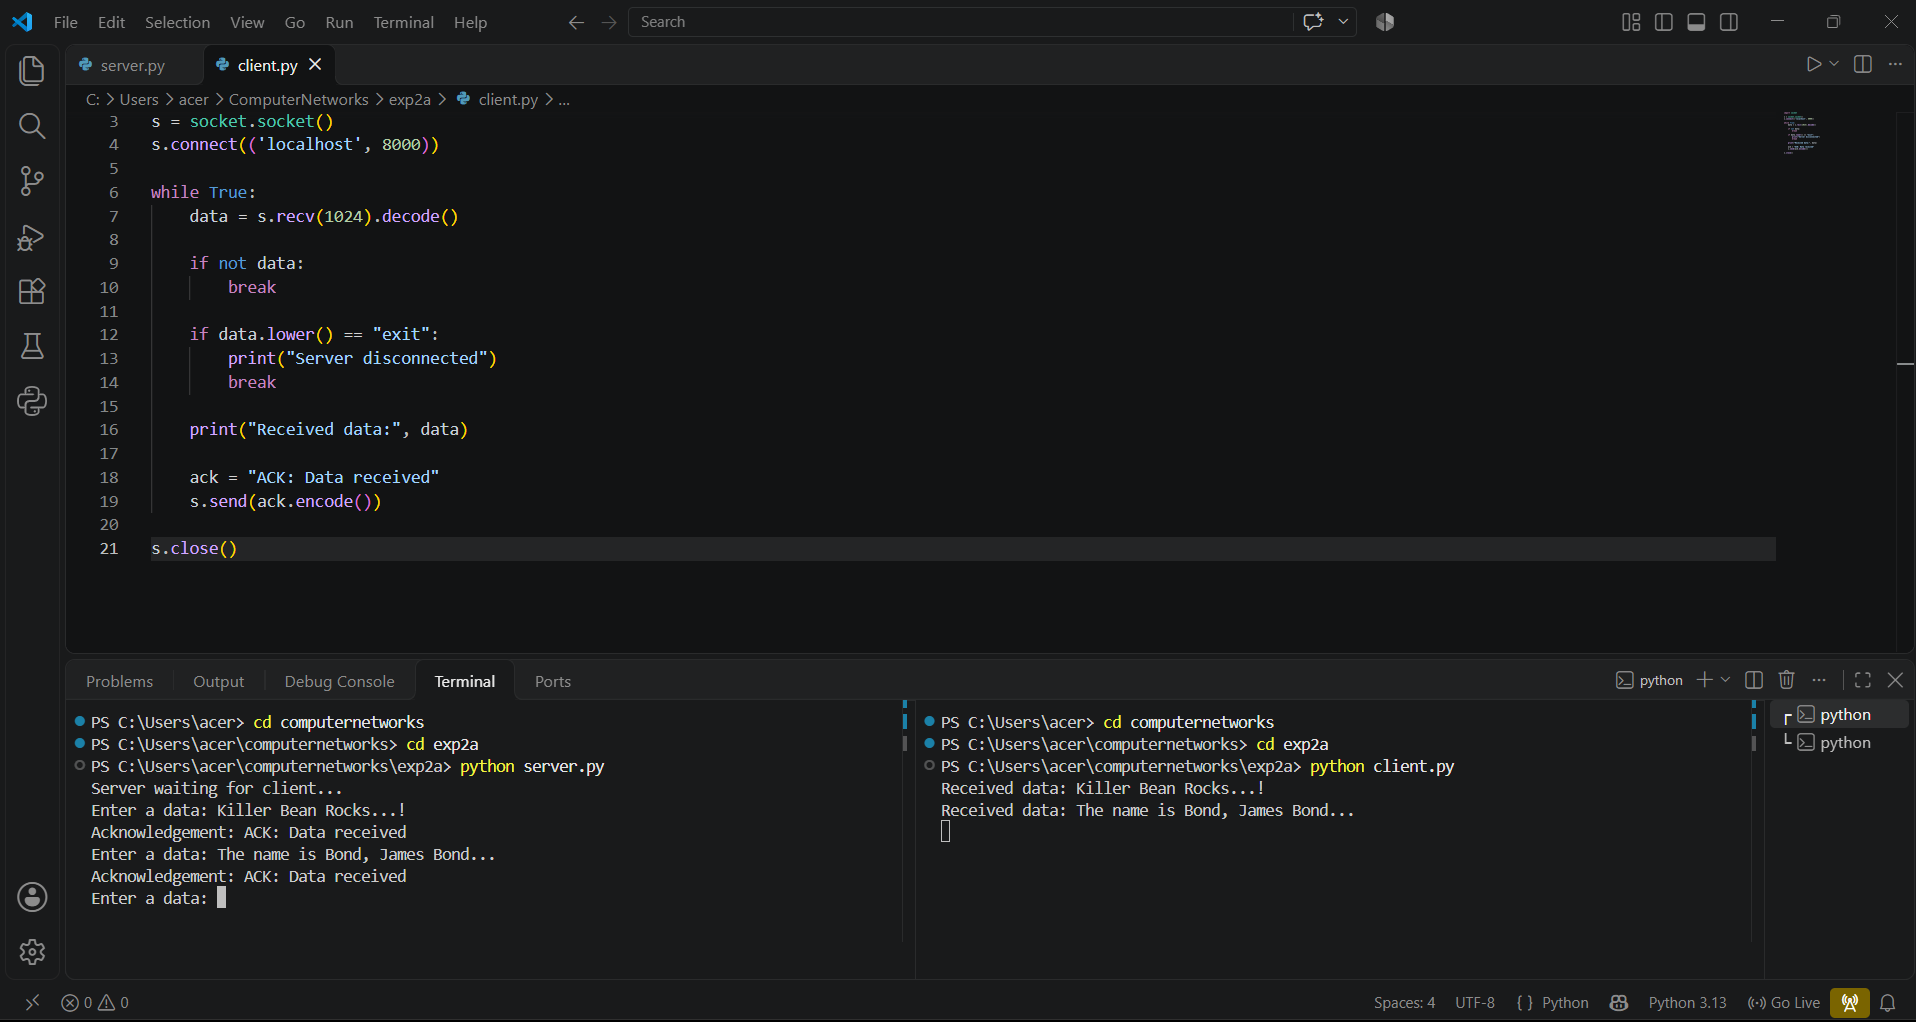 File Edit Selection View Go Run Terminal Help Search
server.py client.py
C: > Users > acer > ComputerNetworks > exp2a > client.py > ...
3 s = socket.socket()
4 s.connect(('localhost', 8000))
5
6 while True:
7 data = s.recv(1024).decode()
8
9 if not data:
10 break
11
12 if data.lower() == "exit":
13 print("Server disconnected")
14 break
15
16 print("Received data:", data)
17
18 ack = "ACK: Data received"
19 s.send(ack.encode())
20
21 s.close()
Problems Output Debug Console Terminal Ports python
PS C:\Users\acer> cd computernetworks
PS C:\Users\acer\computernetworks> cd exp2a
PS C:\Users\acer\computernetworks\exp2a> python server.py
Server waiting for client...
Enter a data: Killer Bean Rocks...!
Acknowledgement: ACK: Data received
Enter a data: The name is Bond, James Bond...
Acknowledgement: ACK: Data received
Enter a data:
PS C:\Users\acer> cd computernetworks
PS C:\Users\acer\computernetworks> cd exp2a
PS C:\Users\acer\computernetworks\exp2a> python client.py
Received data: Killer Bean Rocks...!
Received data: The name is Bond, James Bond...
python
python
0 0 Spaces: 4 UTF-8 { } Python Python 3.13 Go Live